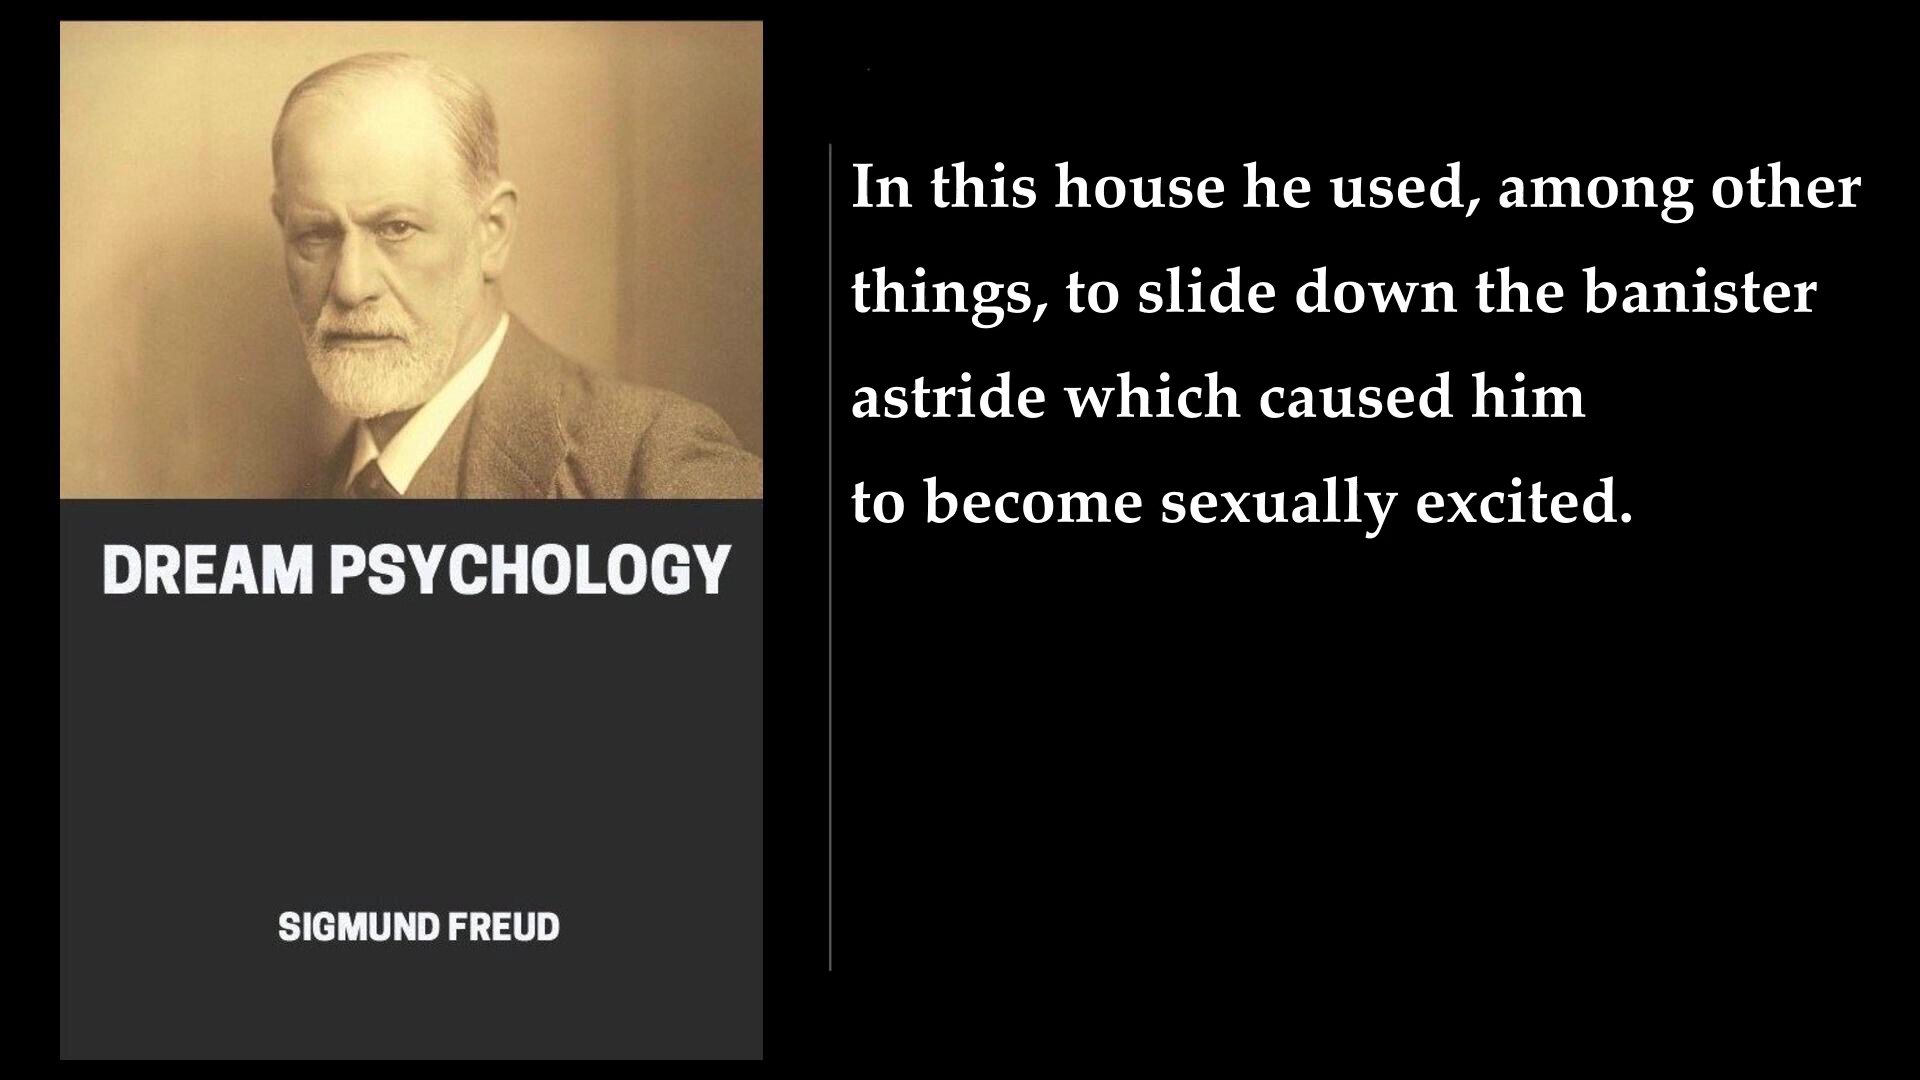 DREAM PSYCHOLOGY
SIGMUND FREUD
In this house he used, among other
things, to slide down the banister
astride which caused him
to become sexually excited.